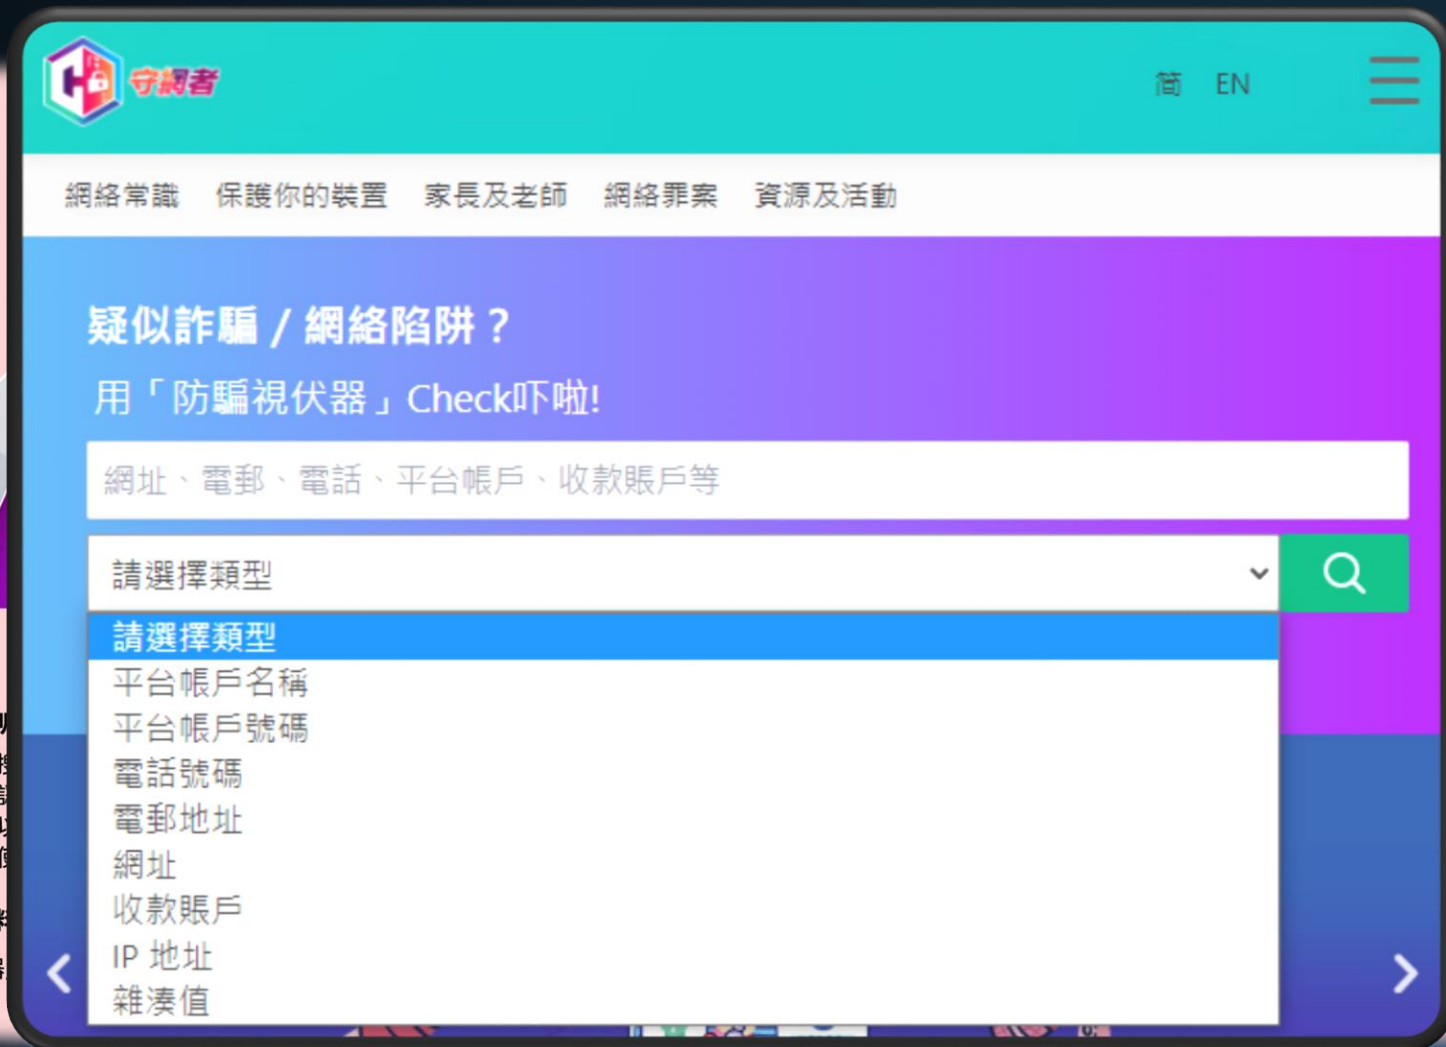 守網者
简 EN
網絡常識 保護你的裝置 家長及老師 網絡罪案 資源及活動
疑似詐騙 / 網絡陷阱？
用「防騙視伏器」Check吓啦!
網址、電郵、電話、平台帳戶、收款賬戶等
請選擇類型
請選擇類型
平台帳戶名稱
平台帳戶號碼
電話號碼
電郵地址
網址
收款賬戶
IP 地址
雜湊值